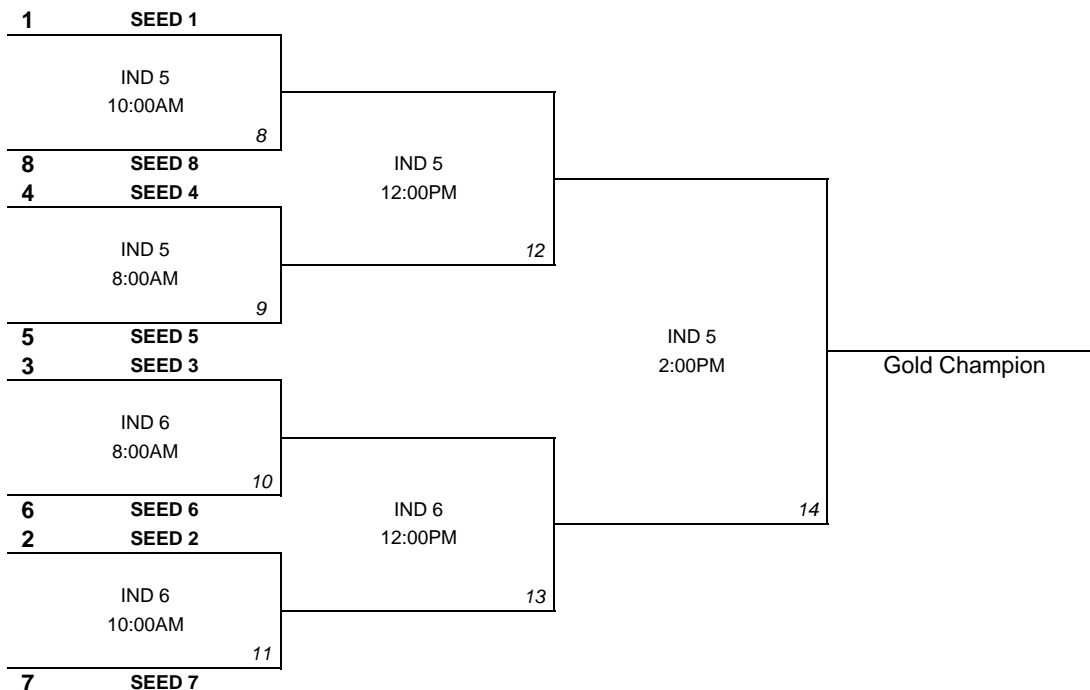 1 SEED 1
IND 5
10:00AM
8
8 SEED 8
4 SEED 4
IND 5
8:00AM
9
5 SEED 5
3 SEED 3
IND 6
8:00AM
10
6 SEED 6
2 SEED 2
IND 6
10:00AM
11
7 SEED 7
IND 5
12:00PM
12
IND 6
12:00PM
13
IND 5
2:00PM
14
Gold Champion